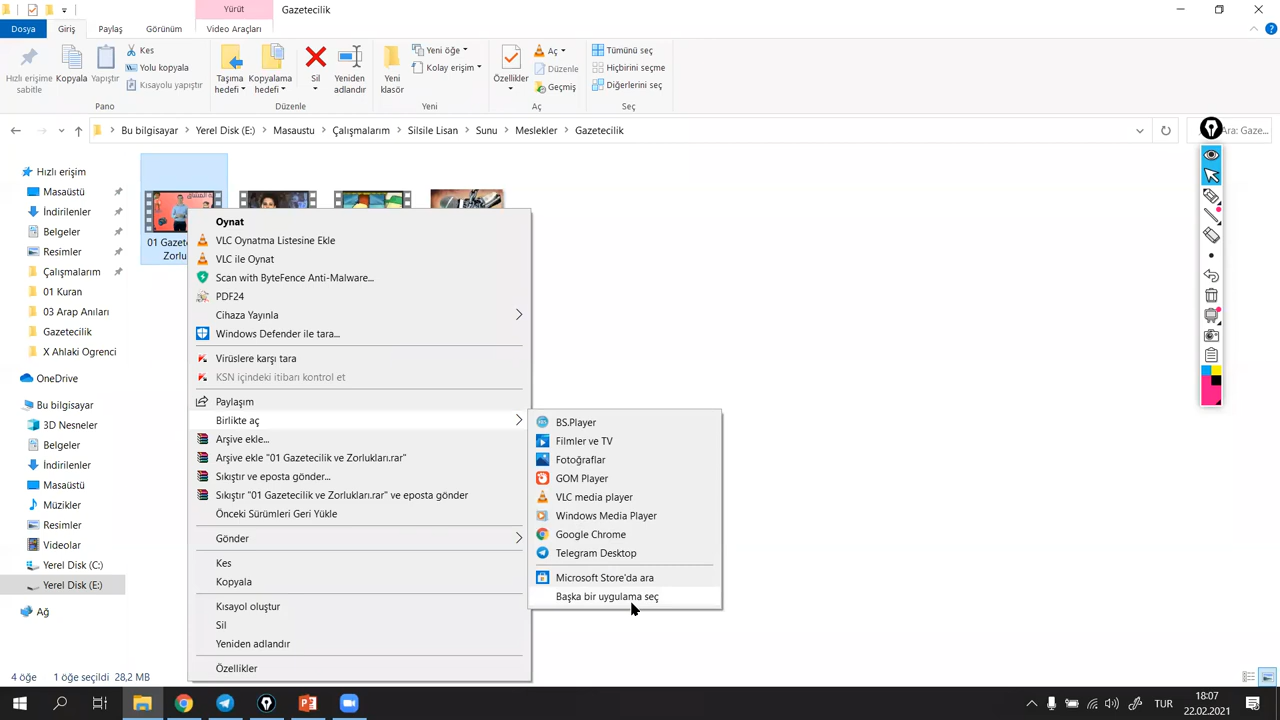 Yürüt
Gazetecilik
Dosya
Giriş
Paylaş
Görünüm
Video Araçları
Hızlı erişime
sabitle
Kopyala
Yapıştır
Kes
Yolu kopyala
Kısayolu yapıştır
Pano
Taşıma
hedefi
Kopyalama
hedefi
Sil
Yeniden
adlandır
Düzenle
Yeni
klasör
Yeni öğe
Kolay erişim
Yeni
Özellikler
Aç
Düzenle
Geçmiş
Aç
Tümünü seç
Hiçbirini seçme
Diğerlerini seç
Seç
Bu bilgisayar
Yerel Disk (E:)
Masaustu
Çalışmalarım
Silsile Lisan
Sunu
Meslekler
Gazetecilik
Ara: Gaze...
Hızlı erişim
Masaüstü
İndirilenler
Belgeler
Resimler
Çalışmalarım
01 Kuran
03 Arap Anıları
Gazetecilik
X Ahlaki Ogrenci
OneDrive
Bu bilgisayar
3D Nesneler
Belgeler
İndirilenler
Masaüstü
Müzikler
Resimler
Videolar
Yerel Disk (C:)
Yerel Disk (E:)
Ağ
01 Gazete
Zorlu
Oynat
VLC Oynatma Listesine Ekle
VLC ile Oynat
Scan with ByteFence Anti-Malware...
PDF24
Cihaza Yayınla
Windows Defender ile tara...
Virüslere karşı tara
KSN içindeki itibarı kontrol et
Paylaşım
Birlikte aç
Arşive ekle...
Arşive ekle "01 Gazetecilik ve Zorlukları.rar"
Sıkıştır ve eposta gönder...
Sıkıştır "01 Gazetecilik ve Zorlukları.rar" ve eposta gönder
Önceki Sürümleri Geri Yükle
Gönder
Kes
Kopyala
Kısayol oluştur
Sil
Yeniden adlandır
Özellikler
BS.Player
Filmler ve TV
Fotoğraflar
GOM Player
VLC media player
Windows Media Player
Google Chrome
Telegram Desktop
Microsoft Store'da ara
Başka bir uygulama seç
4 öğe
1 öğe seçildi
28,2 MB
TUR
18:07
22.02.2021